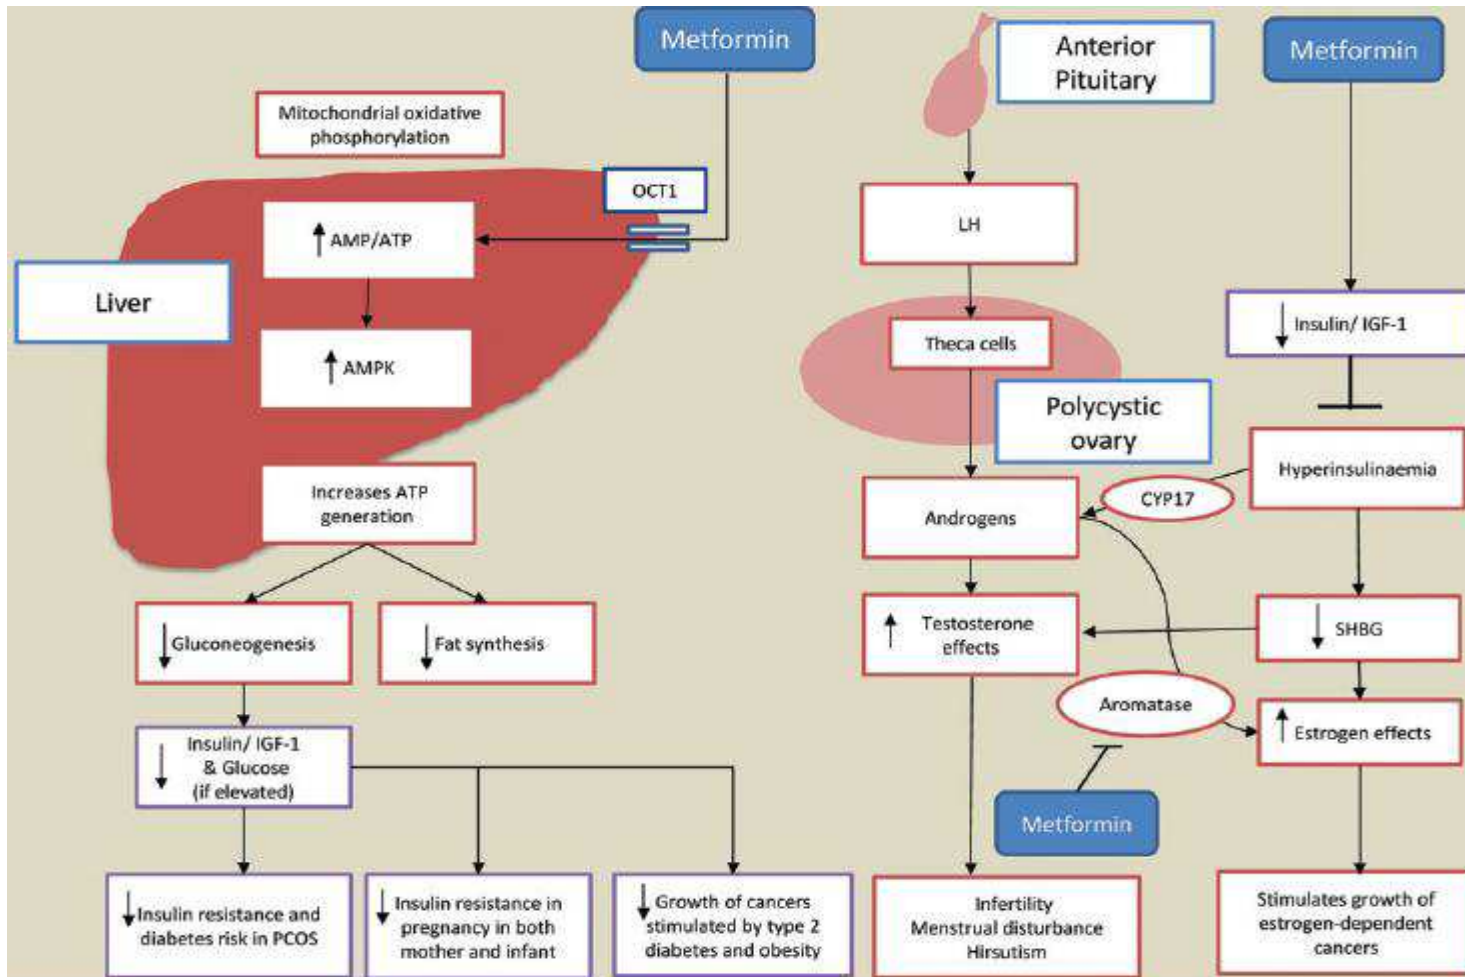 Metformin
Mitochondrial oxidative
phosphorylation
OCT1
↑ AMP/ATP
Liver
↑ AMPK
Increases ATP
generation
↓ Gluconeogenesis
↓ Fat synthesis
↓ Insulin/ IGF-1
& Glucose
(if elevated)
↓ Insulin resistance and
diabetes risk in PCOS
↓ Insulin resistance in
pregnancy in both
mother and infant
↓ Growth of cancers
stimulated by type 2
diabetes and obesity
Anterior
Pituitary
LH
Theca cells
Polycystic
ovary
Androgens
↑ Testosterone
effects
Infertility
Menstrual disturbance
Hirsutism
Metformin
↓ Insulin/ IGF-1
Hyperinsulinaemia
CYP17
↓ SHBG
Aromatase
↑ Estrogen effects
Metformin
Stimulates growth of
estrogen-dependent
cancers